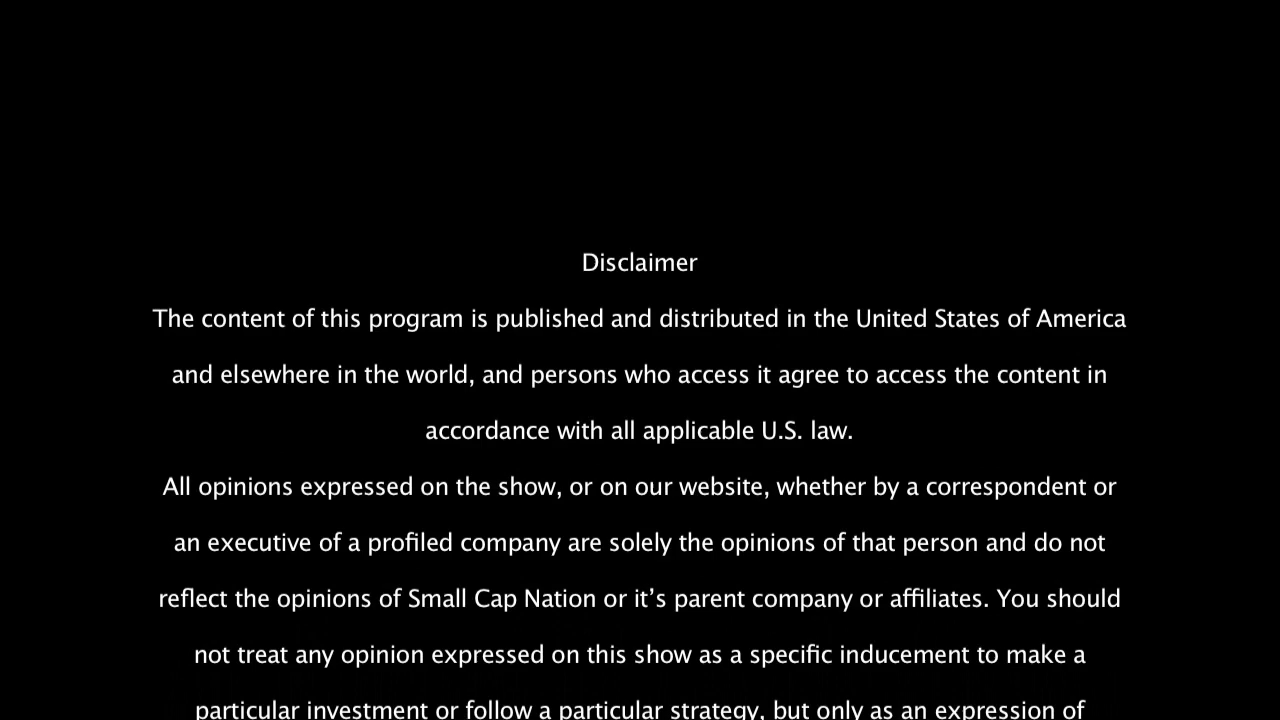 Disclaimer
The content of this program is published and distributed in the United States of America
and elsewhere in the world, and persons who access it agree to access the content in
accordance with all applicable U.S. law.
All opinions expressed on the show, or on our website, whether by a correspondent or
an executive of a profiled company are solely the opinions of that person and do not
reflect the opinions of Small Cap Nation or it’s parent company or affiliates. You should
not treat any opinion expressed on this show as a specific inducement to make a
particular investment or follow a particular strategy, but only as an expression of